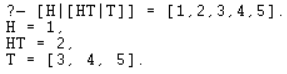 ?- [H|[HT|T]] = [1,2,3,4,5].
H = 1,
HT = 2,
T = [3, 4, 5].